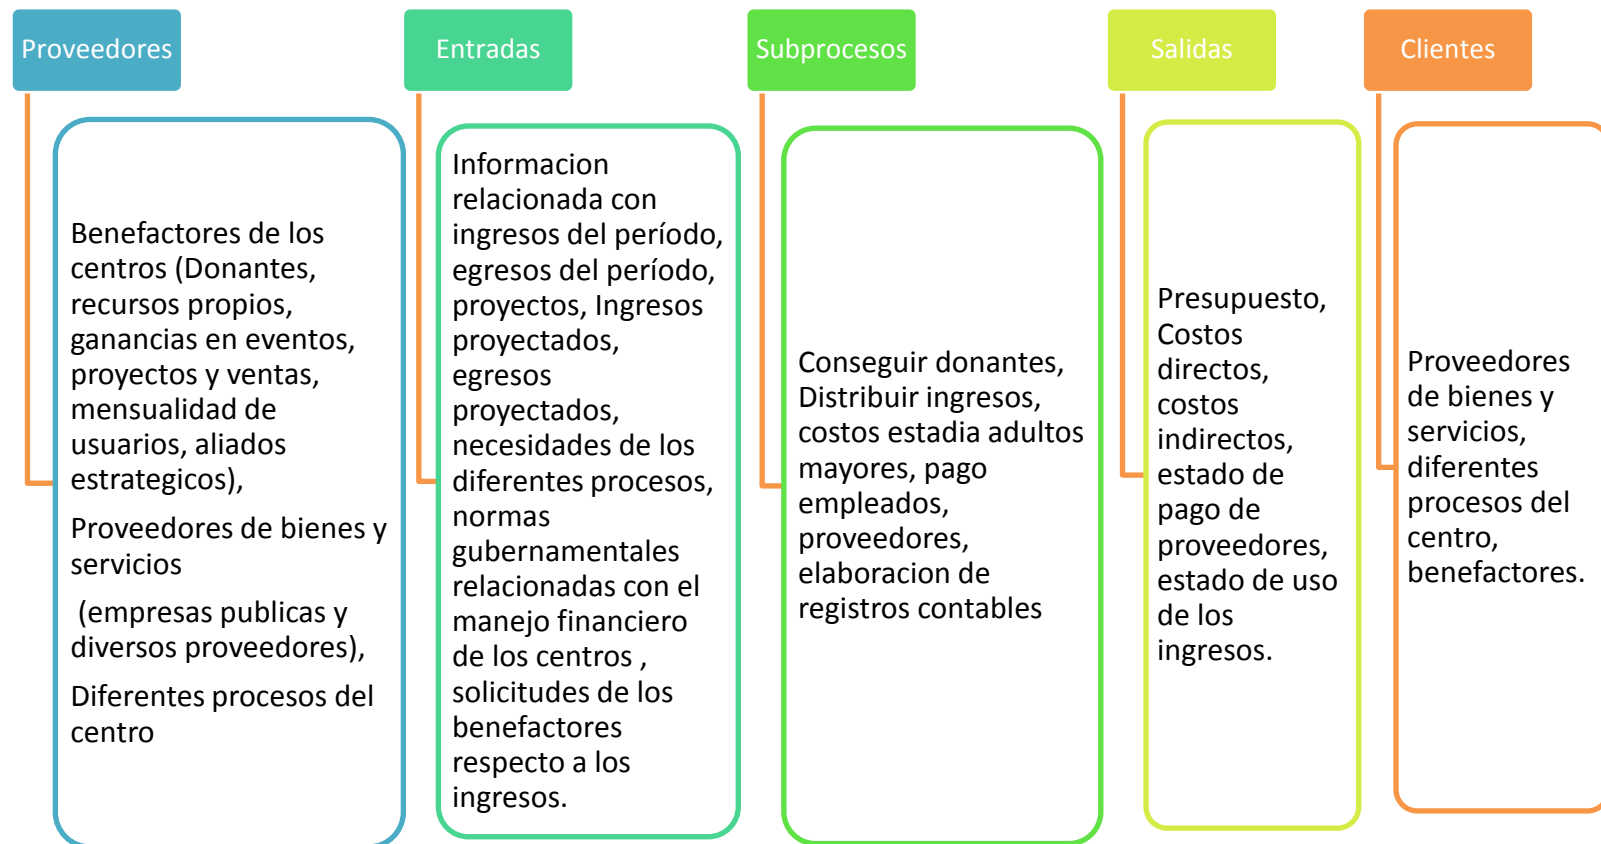 Proveedores
Benefactores de los
centros (Donantes,
recursos propios,
ganancias en eventos,
proyectos y ventas,
mensualidad de
usuarios, aliados
estrategicos),
Proveedores de bienes y
servicios
(empresas publicas y
diversos proveedores),
Diferentes procesos del
centro
Entradas
Informacion
relacionada con
ingresos del período,
egresos del período,
proyectos, Ingresos
proyectados,
egresos
proyectados,
necesidades de los
diferentes procesos,
normas
gubernamentales
relacionadas con el
manejo financiero
de los centros ,
solicitudes de los
benefactores
respecto a los
ingresos.
Subprocesos
Conseguir donantes,
Distribuir ingresos,
costos estadia adultos
mayores, pago
empleados,
proveedores,
elaboracion de
registros contables
Salidas
Presupuesto,
Costos
directos,
costos
indirectos,
estado de
pago de
proveedores,
estado de uso
de los
ingresos.
Clientes
Proveedores
de bienes y
servicios,
diferentes
procesos del
centro,
benefactores.